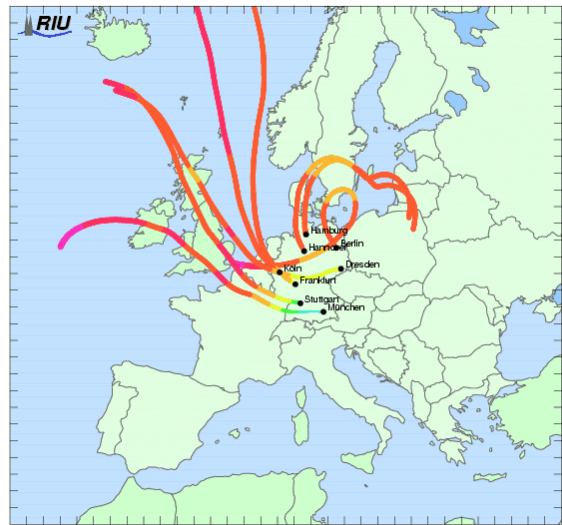 RIU
Hamburg
Hannover
Berlin
Dresden
Köln
Frankfurt
Stuttgart
München